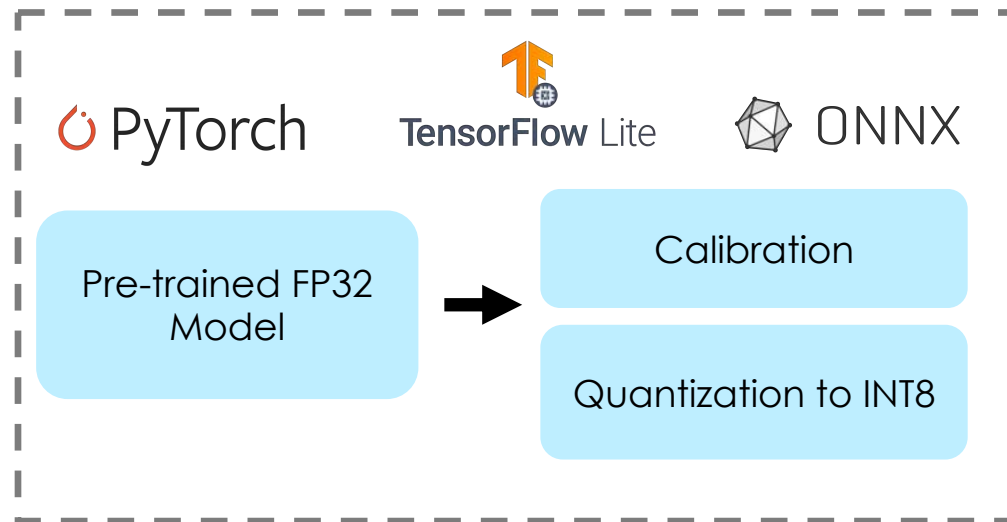 PyTorch
TensorFlow Lite
ONNX
Pre-trained FP32
Model
Calibration
Quantization to INT8